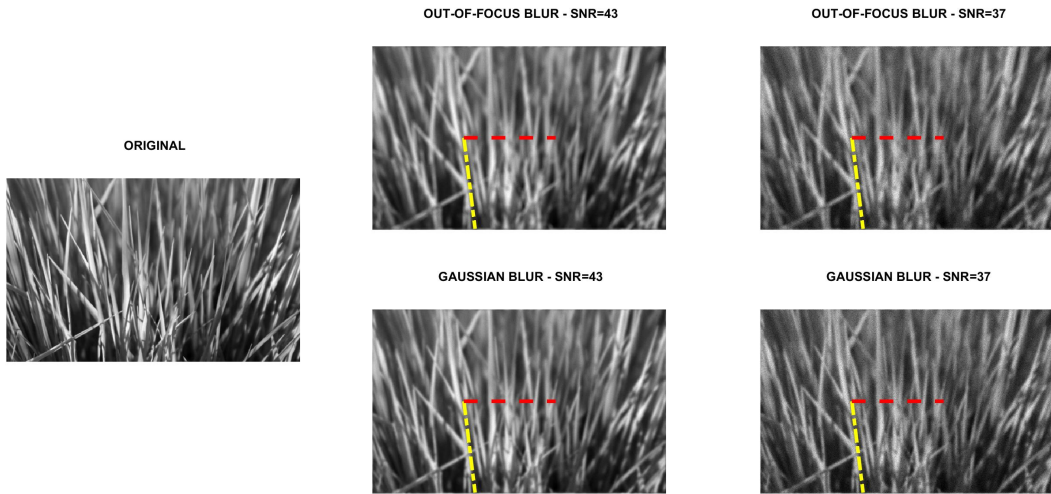 OUT-OF-FOCUS BLUR - SNR=43
OUT-OF-FOCUS BLUR - SNR=37
ORIGINAL
GAUSSIAN BLUR - SNR=43
GAUSSIAN BLUR - SNR=37